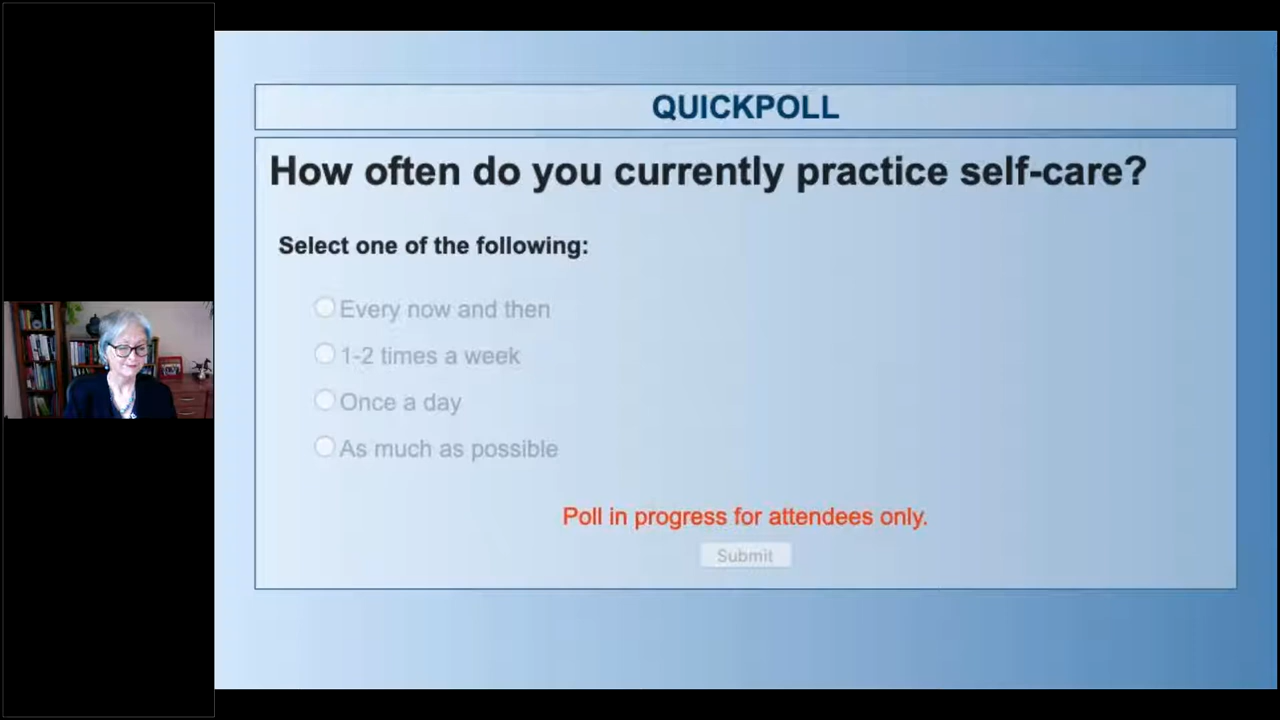 QUICKPOLL
How often do you currently practice self-care?
Select one of the following:
Every now and then
1-2 times a week
Once a day
As much as possible
Poll in progress for attendees only.
Submit